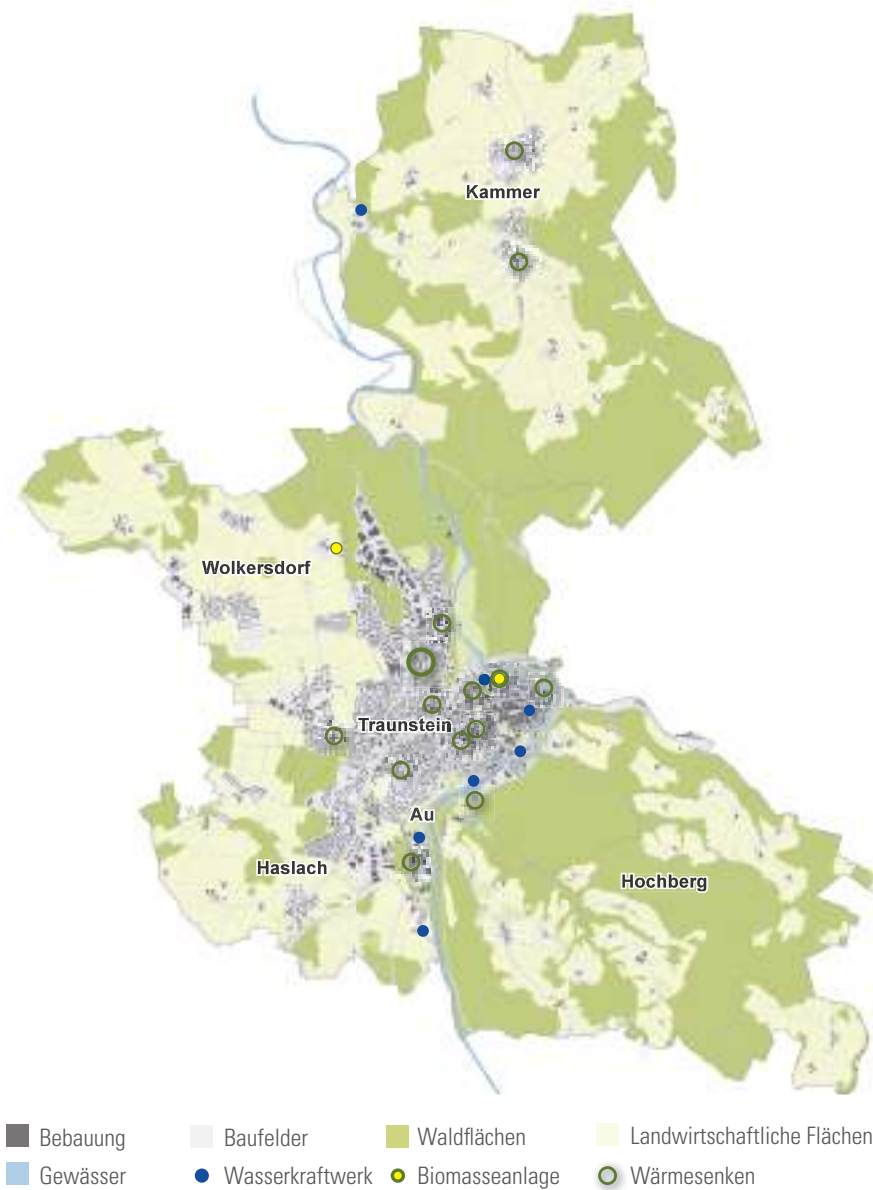 Kammer
Wolkersdorf
Traunstein
Au
Haslach
Hochberg
Bebauung Baufelder Waldflächen Landwirtschaftliche Flächen
Gewässer Wasserkraftwerk Biomasseanlage Wärmesenken